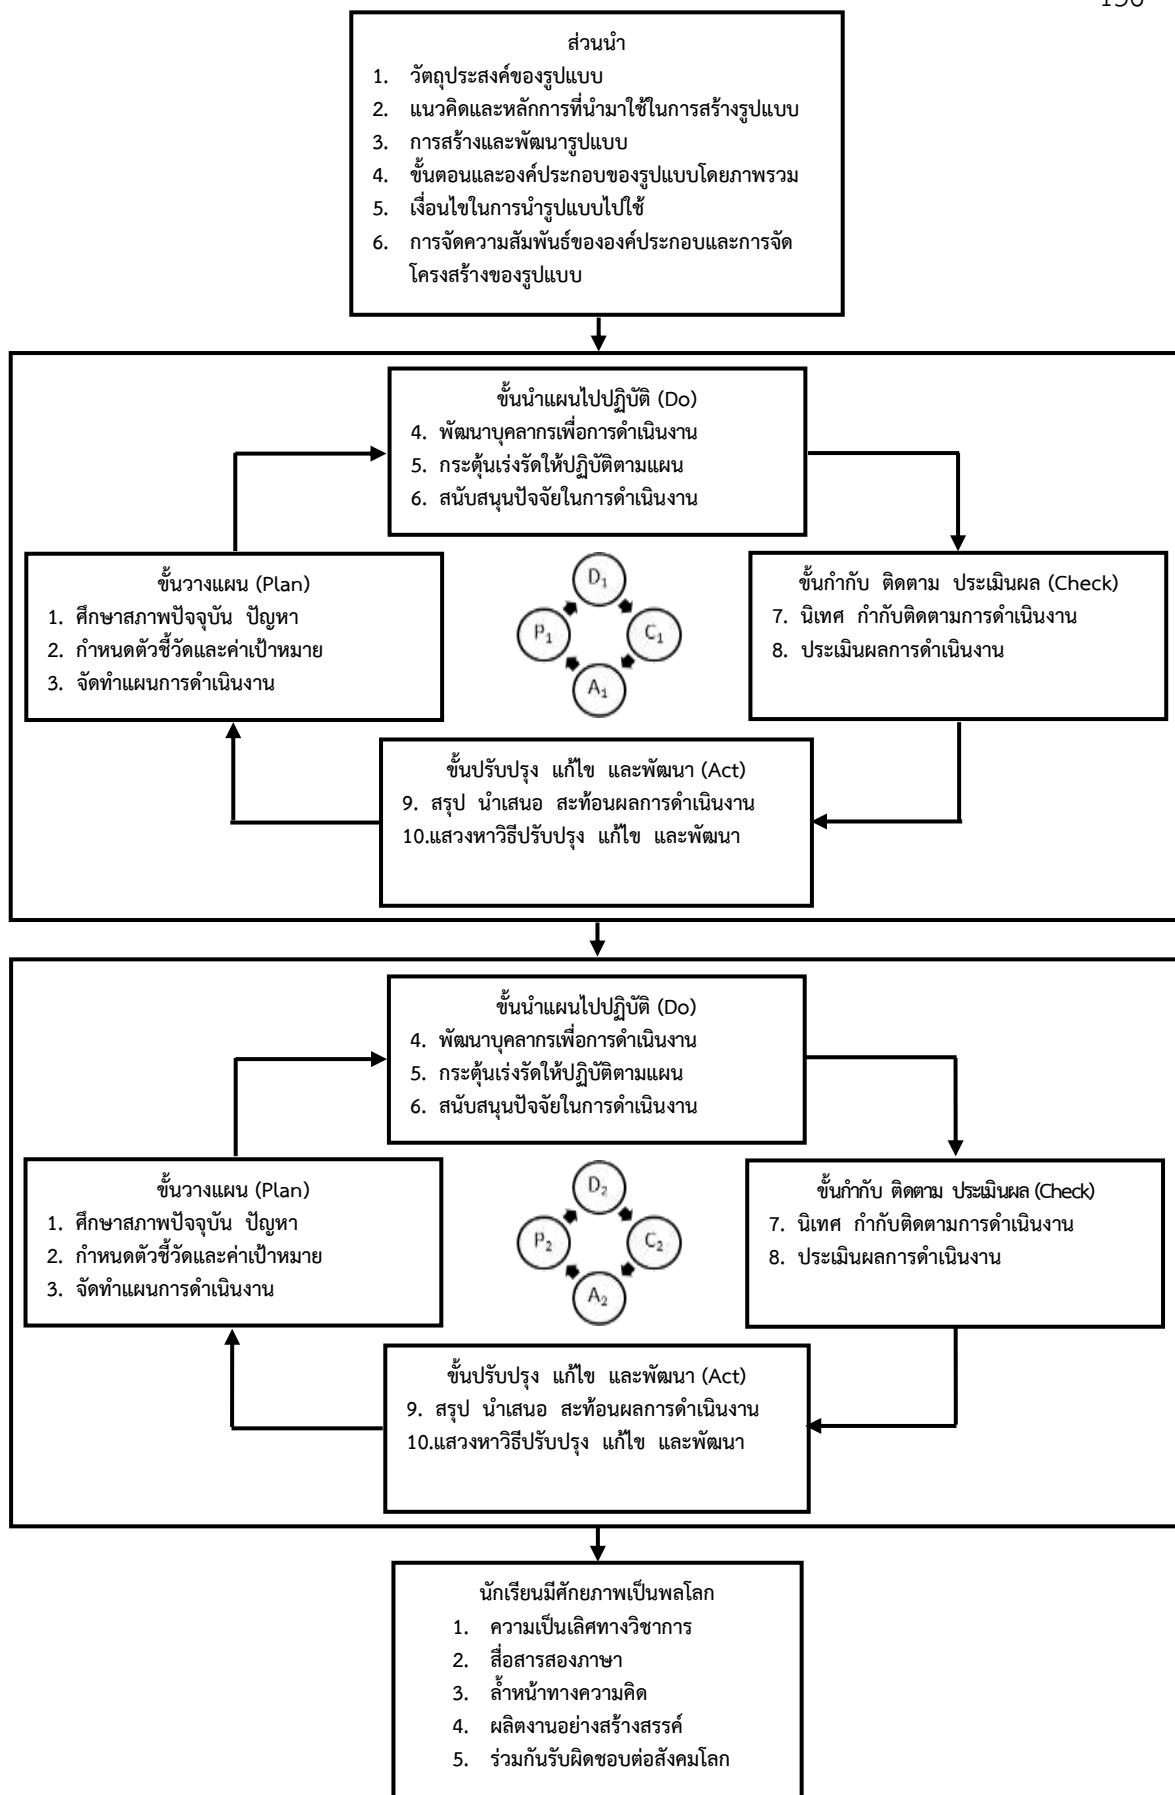 ส่วนนำ
1. วัตถุประสงค์ของรูปแบบ
2. แนวคิดและหลักการที่นำมาใช้ในการสร้างรูปแบบ
3. การสร้างและพัฒนารูปแบบ
4. ขั้นตอนและองค์ประกอบของรูปแบบโดยภาพรวม
5. เงื่อนไขในการนำรูปแบบไปใช้
6. การจัดความสัมพันธ์ขององค์ประกอบและการจัด
โครงสร้างของรูปแบบ
ขั้นนำแผนไปปฏิบัติ (Do)
4. พัฒนาบุคลากรเพื่อการดำเนินงาน
5. กระตุ้นเร่งรัดให้ปฏิบัติตามแผน
6. สนับสนุนปัจจัยในการดำเนินงาน
ขั้นวางแผน (Plan)
1. ศึกษาสภาพปัจจุบัน ปัญหา
2. กำหนดตัวชี้วัดและค่าเป้าหมาย
3. จัดทำแผนการดำเนินงาน
D1
P1
C1
A1
ขั้นกำกับ ติดตาม ประเมินผล (Check)
7. นิเทศ กำกับติดตามการดำเนินงาน
8. ประเมินผลการดำเนินงาน
ขั้นปรับปรุง แก้ไข และพัฒนา (Act)
9. สรุป นำเสนอ สะท้อนผลการดำเนินงาน
10.แสวงหาวิธีปรับปรุง แก้ไข และพัฒนา
ขั้นนำแผนไปปฏิบัติ (Do)
4. พัฒนาบุคลากรเพื่อการดำเนินงาน
5. กระตุ้นเร่งรัดให้ปฏิบัติตามแผน
6. สนับสนุนปัจจัยในการดำเนินงาน
ขั้นวางแผน (Plan)
1. ศึกษาสภาพปัจจุบัน ปัญหา
2. กำหนดตัวชี้วัดและค่าเป้าหมาย
3. จัดทำแผนการดำเนินงาน
D2
P2
C2
A2
ขั้นกำกับ ติดตาม ประเมินผล (Check)
7. นิเทศ กำกับติดตามการดำเนินงาน
8. ประเมินผลการดำเนินงาน
ขั้นปรับปรุง แก้ไข และพัฒนา (Act)
9. สรุป นำเสนอ สะท้อนผลการดำเนินงาน
10.แสวงหาวิธีปรับปรุง แก้ไข และพัฒนา
นักเรียนมีศักยภาพเป็นพลโลก
1. ความเป็นเลิศทางวิชาการ
2. สื่อสารสองภาษา
3. ล้ำหน้าทางความคิด
4. ผลิตงานอย่างสร้างสรรค์
5. ร่วมกันรับผิดชอบต่อสังคมโลก